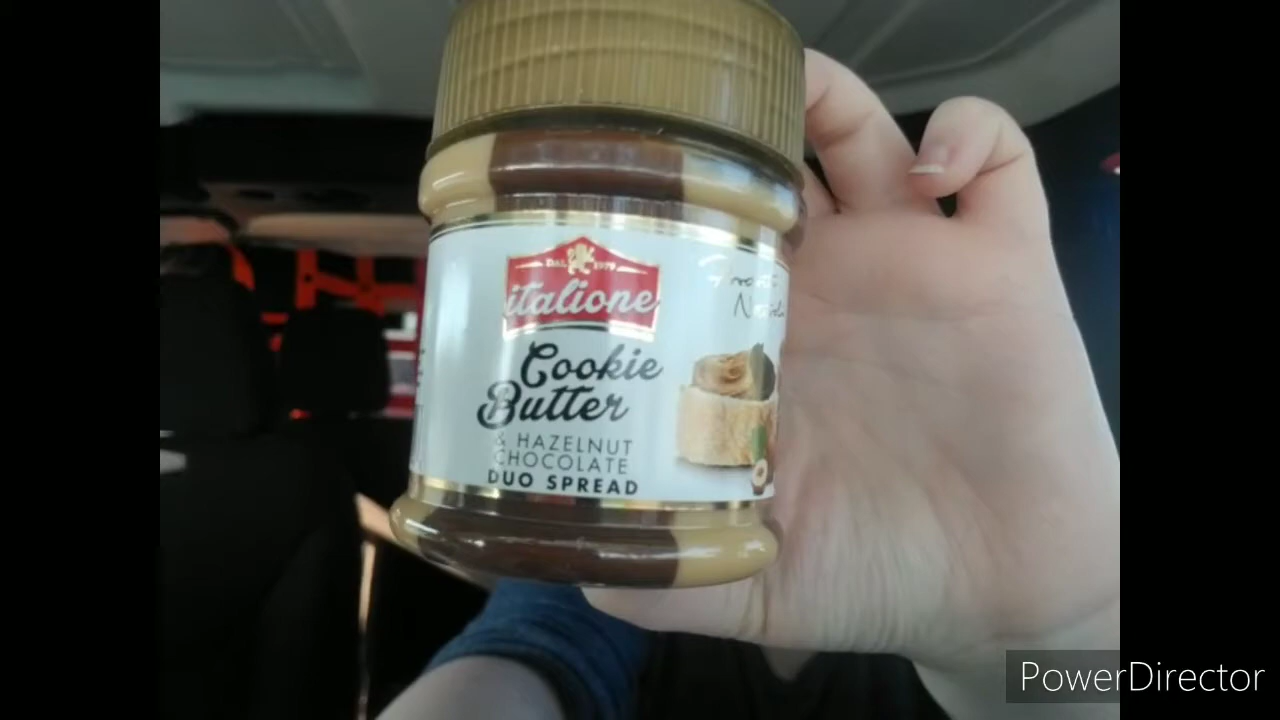 DAL 1979
italione
Cookie
Butter
& HAZELNUT
CHOCOLATE
DUO SPREAD
PowerDirector